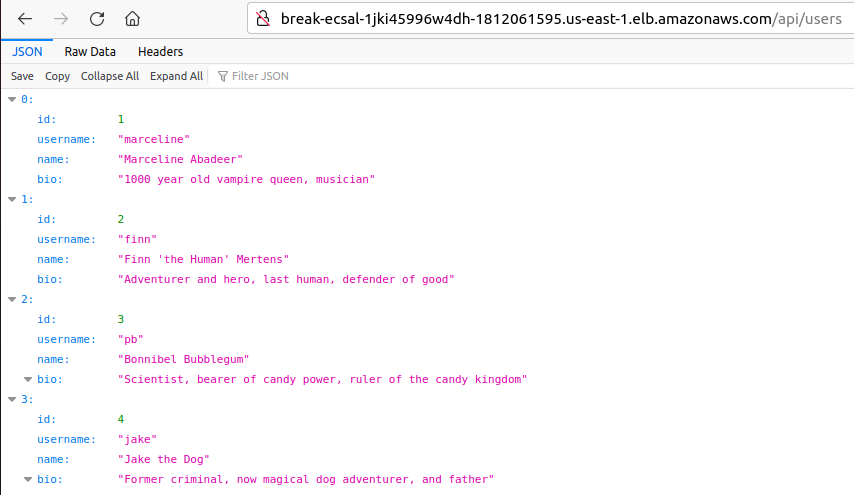 break-ecsal-1jki45996w4dh-1812061595.us-east-1.elb.amazonaws.com/api/users
JSON Raw Data Headers
Save Copy Collapse All Expand All Filter JSON
0:
id: 1
username: "marceline"
name: "Marceline Abadeer"
bio: "1000 year old vampire queen, musician"
1:
id: 2
username: "finn"
name: "Finn 'the Human' Mertens"
bio: "Adventurer and hero, last human, defender of good"
2:
id: 3
username: "pb"
name: "Bonnibel Bubblegum"
bio: "Scientist, bearer of candy power, ruler of the candy kingdom"
3:
id: 4
username: "jake"
name: "Jake the Dog"
bio: "Former criminal, now magical dog adventurer, and father"